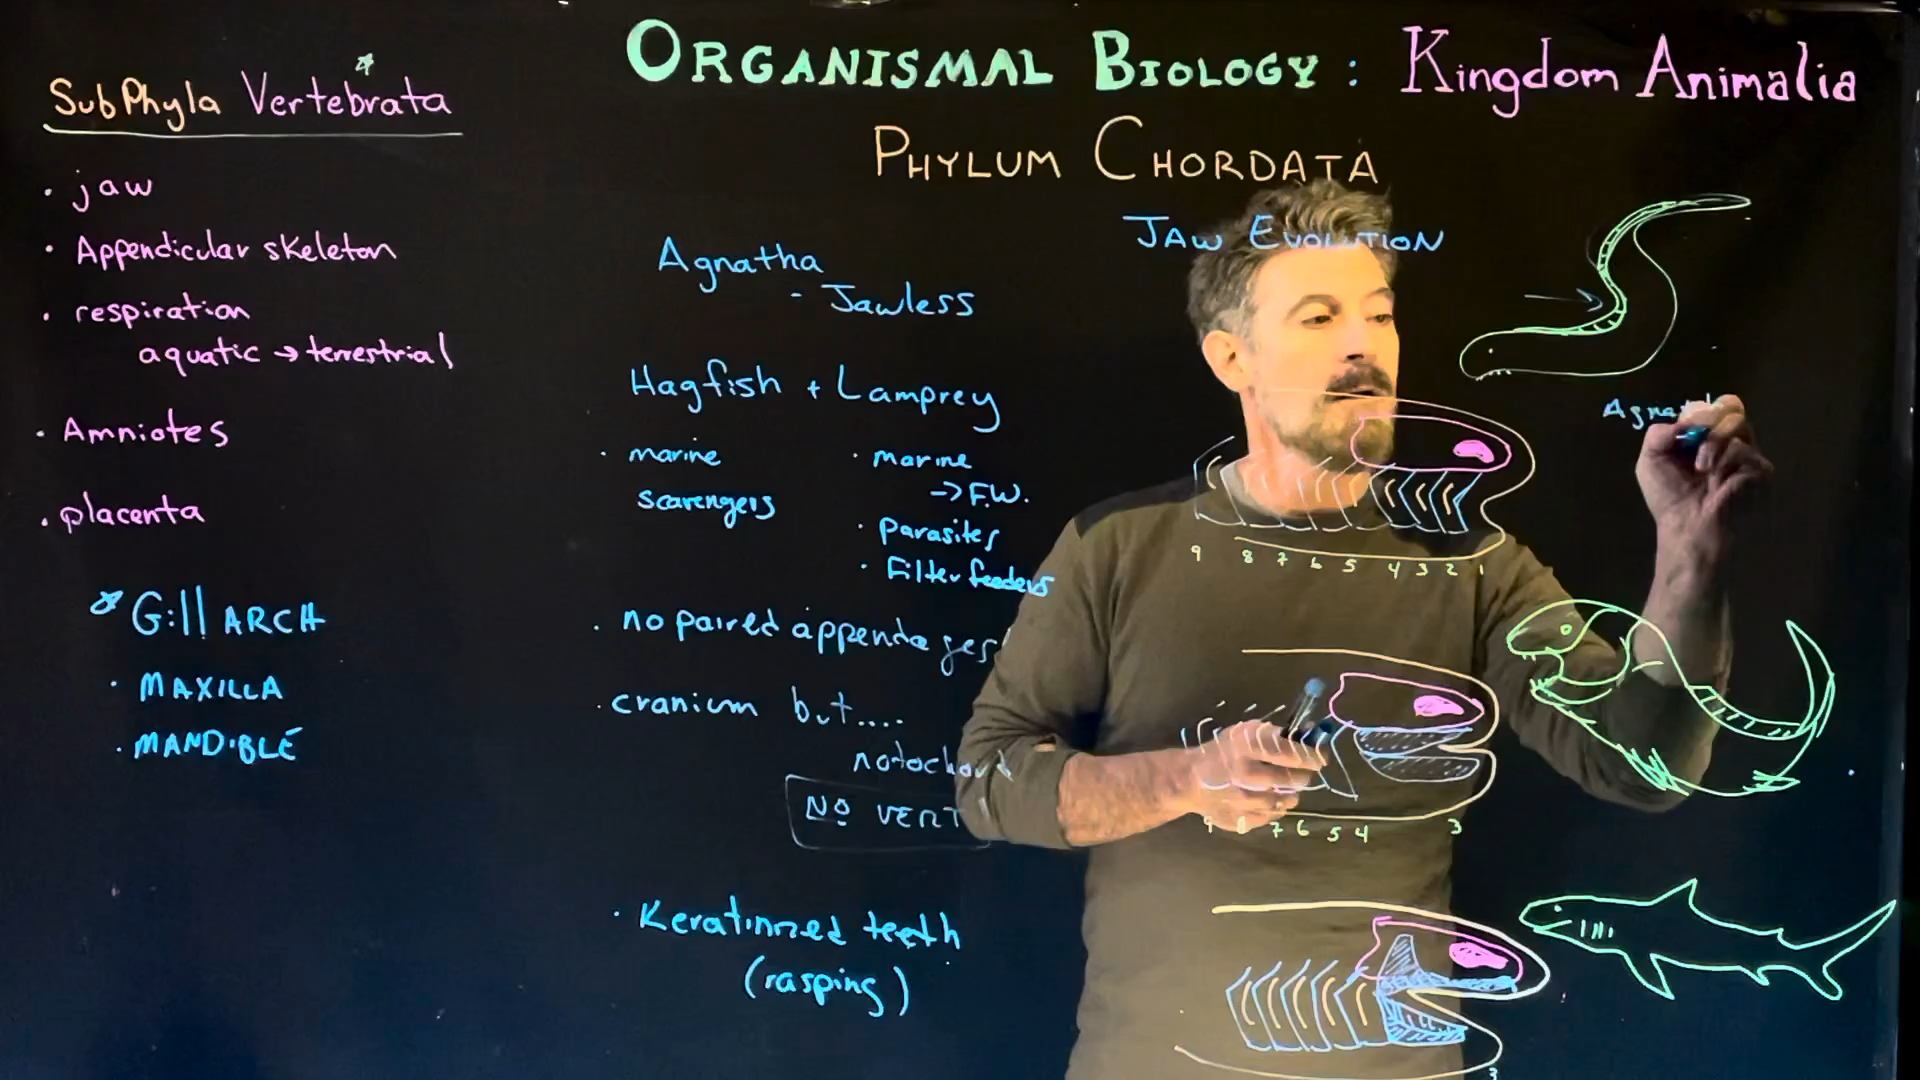 ORGANISMAL BIOLOGY : Kingdom Animalia
PHYLUM CHORDATA
SubPhyla Vertebrata
· jaw
· Appendicular skeleton
· respiration
aquatic → terrestrial
· Amniotes
· placenta
Gill ARCH
· MAXILLA
· MANDIBLE
Agnatha
- Jawless
Hagfish + Lamprey
· marine
scavengers
· marine
→ F.W.
· parasites
· Filter feeders
· no paired appendages
· cranium but....
notochord
NO VERT
· Keratinized teeth
(rasping)
JAW EVOLUTION
9 8 7 6 5 4 3 2 1
9 8 7 6 5 4 3
3